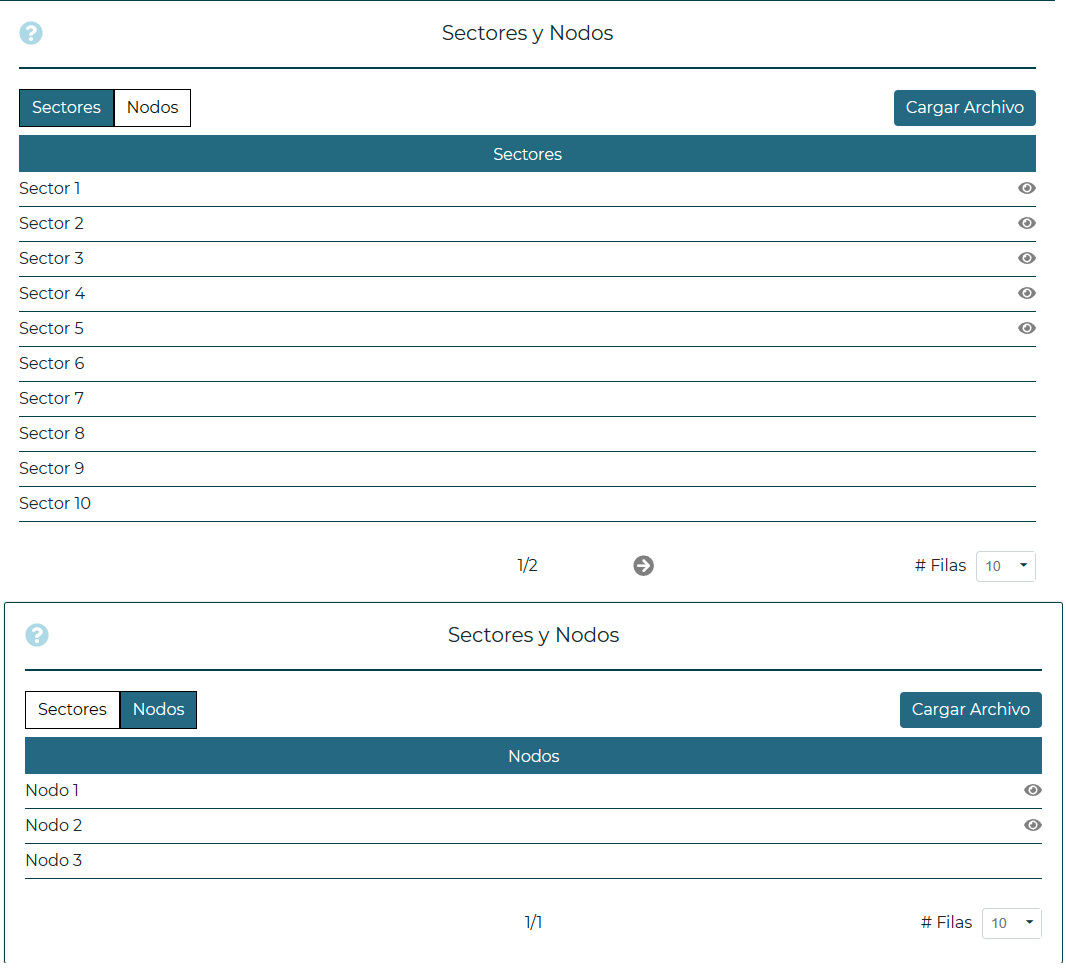 ?
Sectores y Nodos
Sectores Nodos Cargar Archivo
Sectores
Sector 1
Sector 2
Sector 3
Sector 4
Sector 5
Sector 6
Sector 7
Sector 8
Sector 9
Sector 10
1/2 # Filas 10
?
Sectores y Nodos
Sectores Nodos Cargar Archivo
Nodos
Nodo 1
Nodo 2
Nodo 3
1/1 # Filas 10